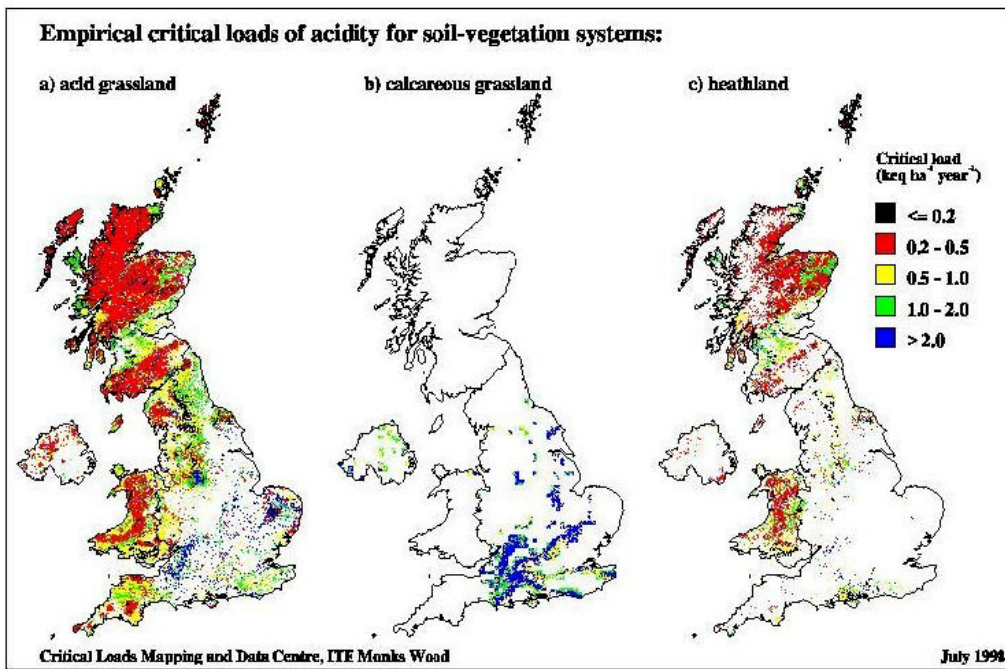 Empirical critical loads of acidity for soil-vegetation systems:
a) acid grassland
b) calcareous grassland
c) heathland
Critical load
(keq ha⁻¹ year⁻¹)
<= 0.2
0.2 - 0.5
0.5 - 1.0
1.0 - 2.0
> 2.0
Critical Loads Mapping and Data Centre, ITE Monks Wood
July 1998